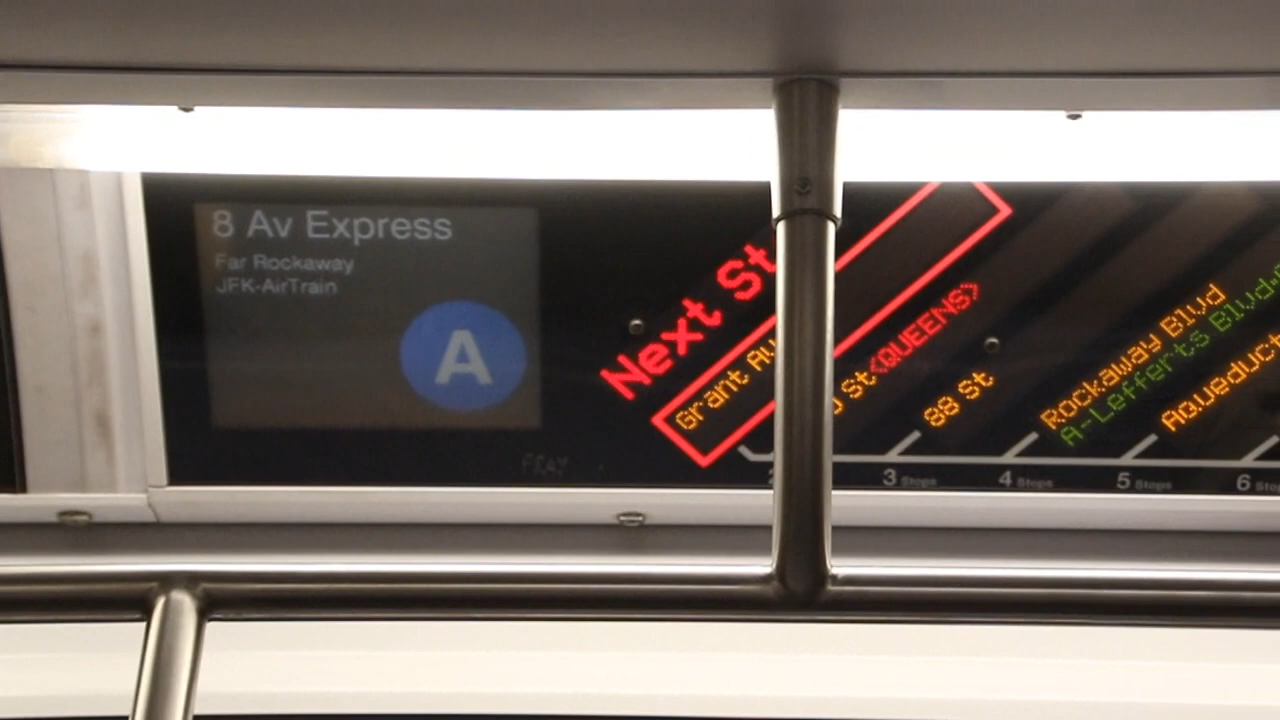 8 Av Express
Far Rockaway
JFK-AirTrain
A
Next St
Grant Av
St <QUEENS>
88 St
Rockaway Blvd
A-Lefferts Blvd
Aqueduct
3 Stops
4 Stops
5 Stops
6 Stops
FRAY